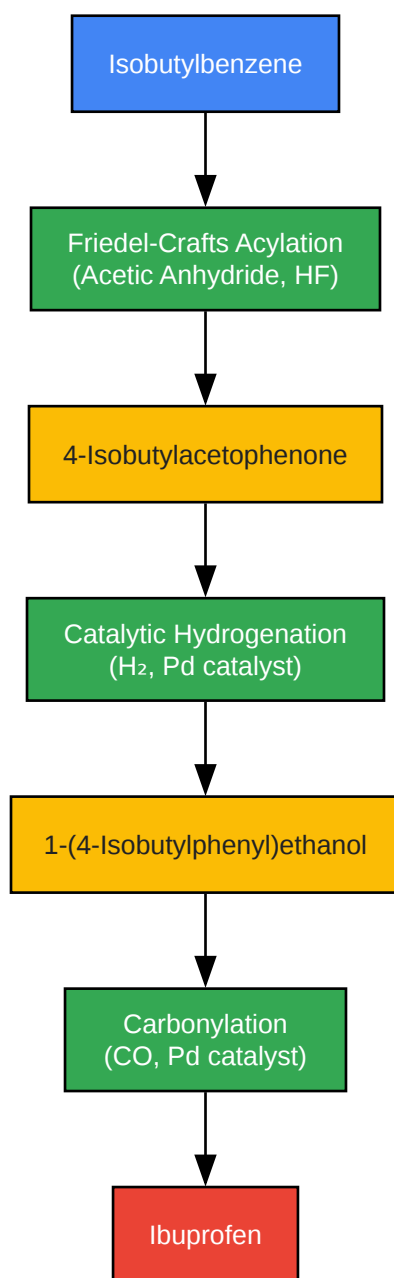 Isobutylbenzene
Friedel-Crafts Acylation
(Acetic Anhydride, HF)
4-Isobutylacetophenone
Catalytic Hydrogenation
(H₂, Pd catalyst)
1-(4-Isobutylphenyl)ethanol
Carbonylation
(CO, Pd catalyst)
Ibuprofen